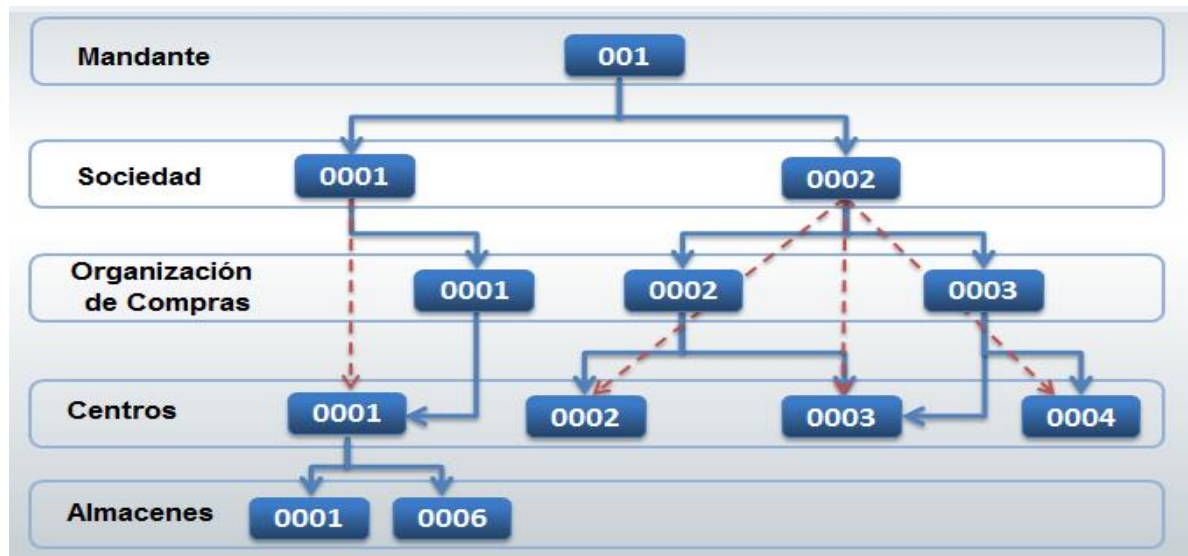 Mandante
001
Sociedad
0001
0002
Organización
de Compras
0001
0002
0003
Centros
0001
0002
0003
0004
Almacenes
0001
0006